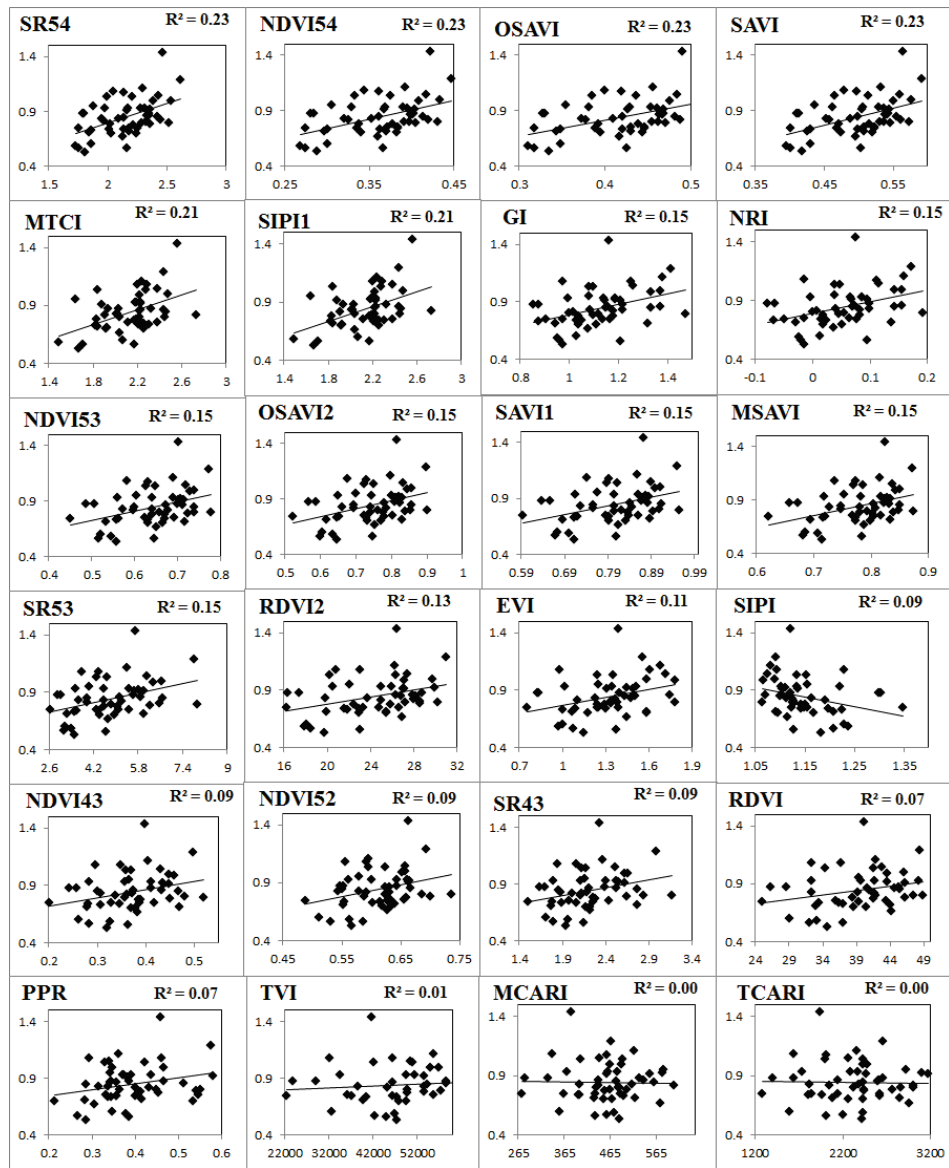 SR54 R² = 0.23 NDVI54 R² = 0.23 OSAVI R² = 0.23 SAVI R² = 0.23
1.4 1.4 1.4 1.4
0.9 0.9 0.9 0.9
0.4 0.4 0.4 0.4
1.5 2 2.5 3 0.25 0.35 0.45 0.3 0.4 0.5 0.35 0.45 0.55
MTCI R² = 0.21 SIPI1 R² = 0.21 GI R² = 0.15 NRI R² = 0.15
1.4 1.4 1.4 1.4
0.9 0.9 0.9 0.9
0.4 0.4 0.4 0.4
1.4 1.8 2.2 2.6 3 1.4 1.8 2.2 2.6 3 0.8 1 1.2 1.4 -0.1 0 0.1 0.2
NDVI53 R² = 0.15 OSAVI2 R² = 0.15 SAVI1 R² = 0.15 MSAVI R² = 0.15
1.4 1.4 1.4 1.4
0.9 0.9 0.9 0.9
0.4 0.4 0.4 0.4
0.4 0.5 0.6 0.7 0.8 0.5 0.6 0.7 0.8 0.9 1 0.59 0.69 0.79 0.89 0.99 0.6 0.7 0.8 0.9
SR53 R² = 0.15 RDVI2 R² = 0.13 EVI R² = 0.11 SIPI R² = 0.09
1.4 1.4 1.4 1.4
0.9 0.9 0.9 0.9
0.4 0.4 0.4 0.4
2.6 4.2 5.8 7.4 9 16 21 26 31 0.7 1 1.2 1.5 1.8 1.05 1.15 1.25 1.35
NDVI43 R² = 0.09 NDVI52 R² = 0.09 SR43 R² = 0.09 RDVI R² = 0.07
1.4 1.4 1.4 1.4
0.9 0.9 0.9 0.9
0.4 0.4 0.4 0.4
0.2 0.3 0.4 0.5 0.45 0.55 0.65 0.75 1.4 1.9 2.4 2.9 3.4 24 29 34 39 44 49
PPR R² = 0.07 TVI R² = 0.01 MCARI R² = 0.00 TCARI R² = 0.00
1.4 1.4 1.4 1.4
0.9 0.9 0.9 0.9
0.4 0.4 0.4 0.4
0.2 0.3 0.4 0.5 0.6 22000 32000 42000 52000 265 365 465 565 1200 2200 3200